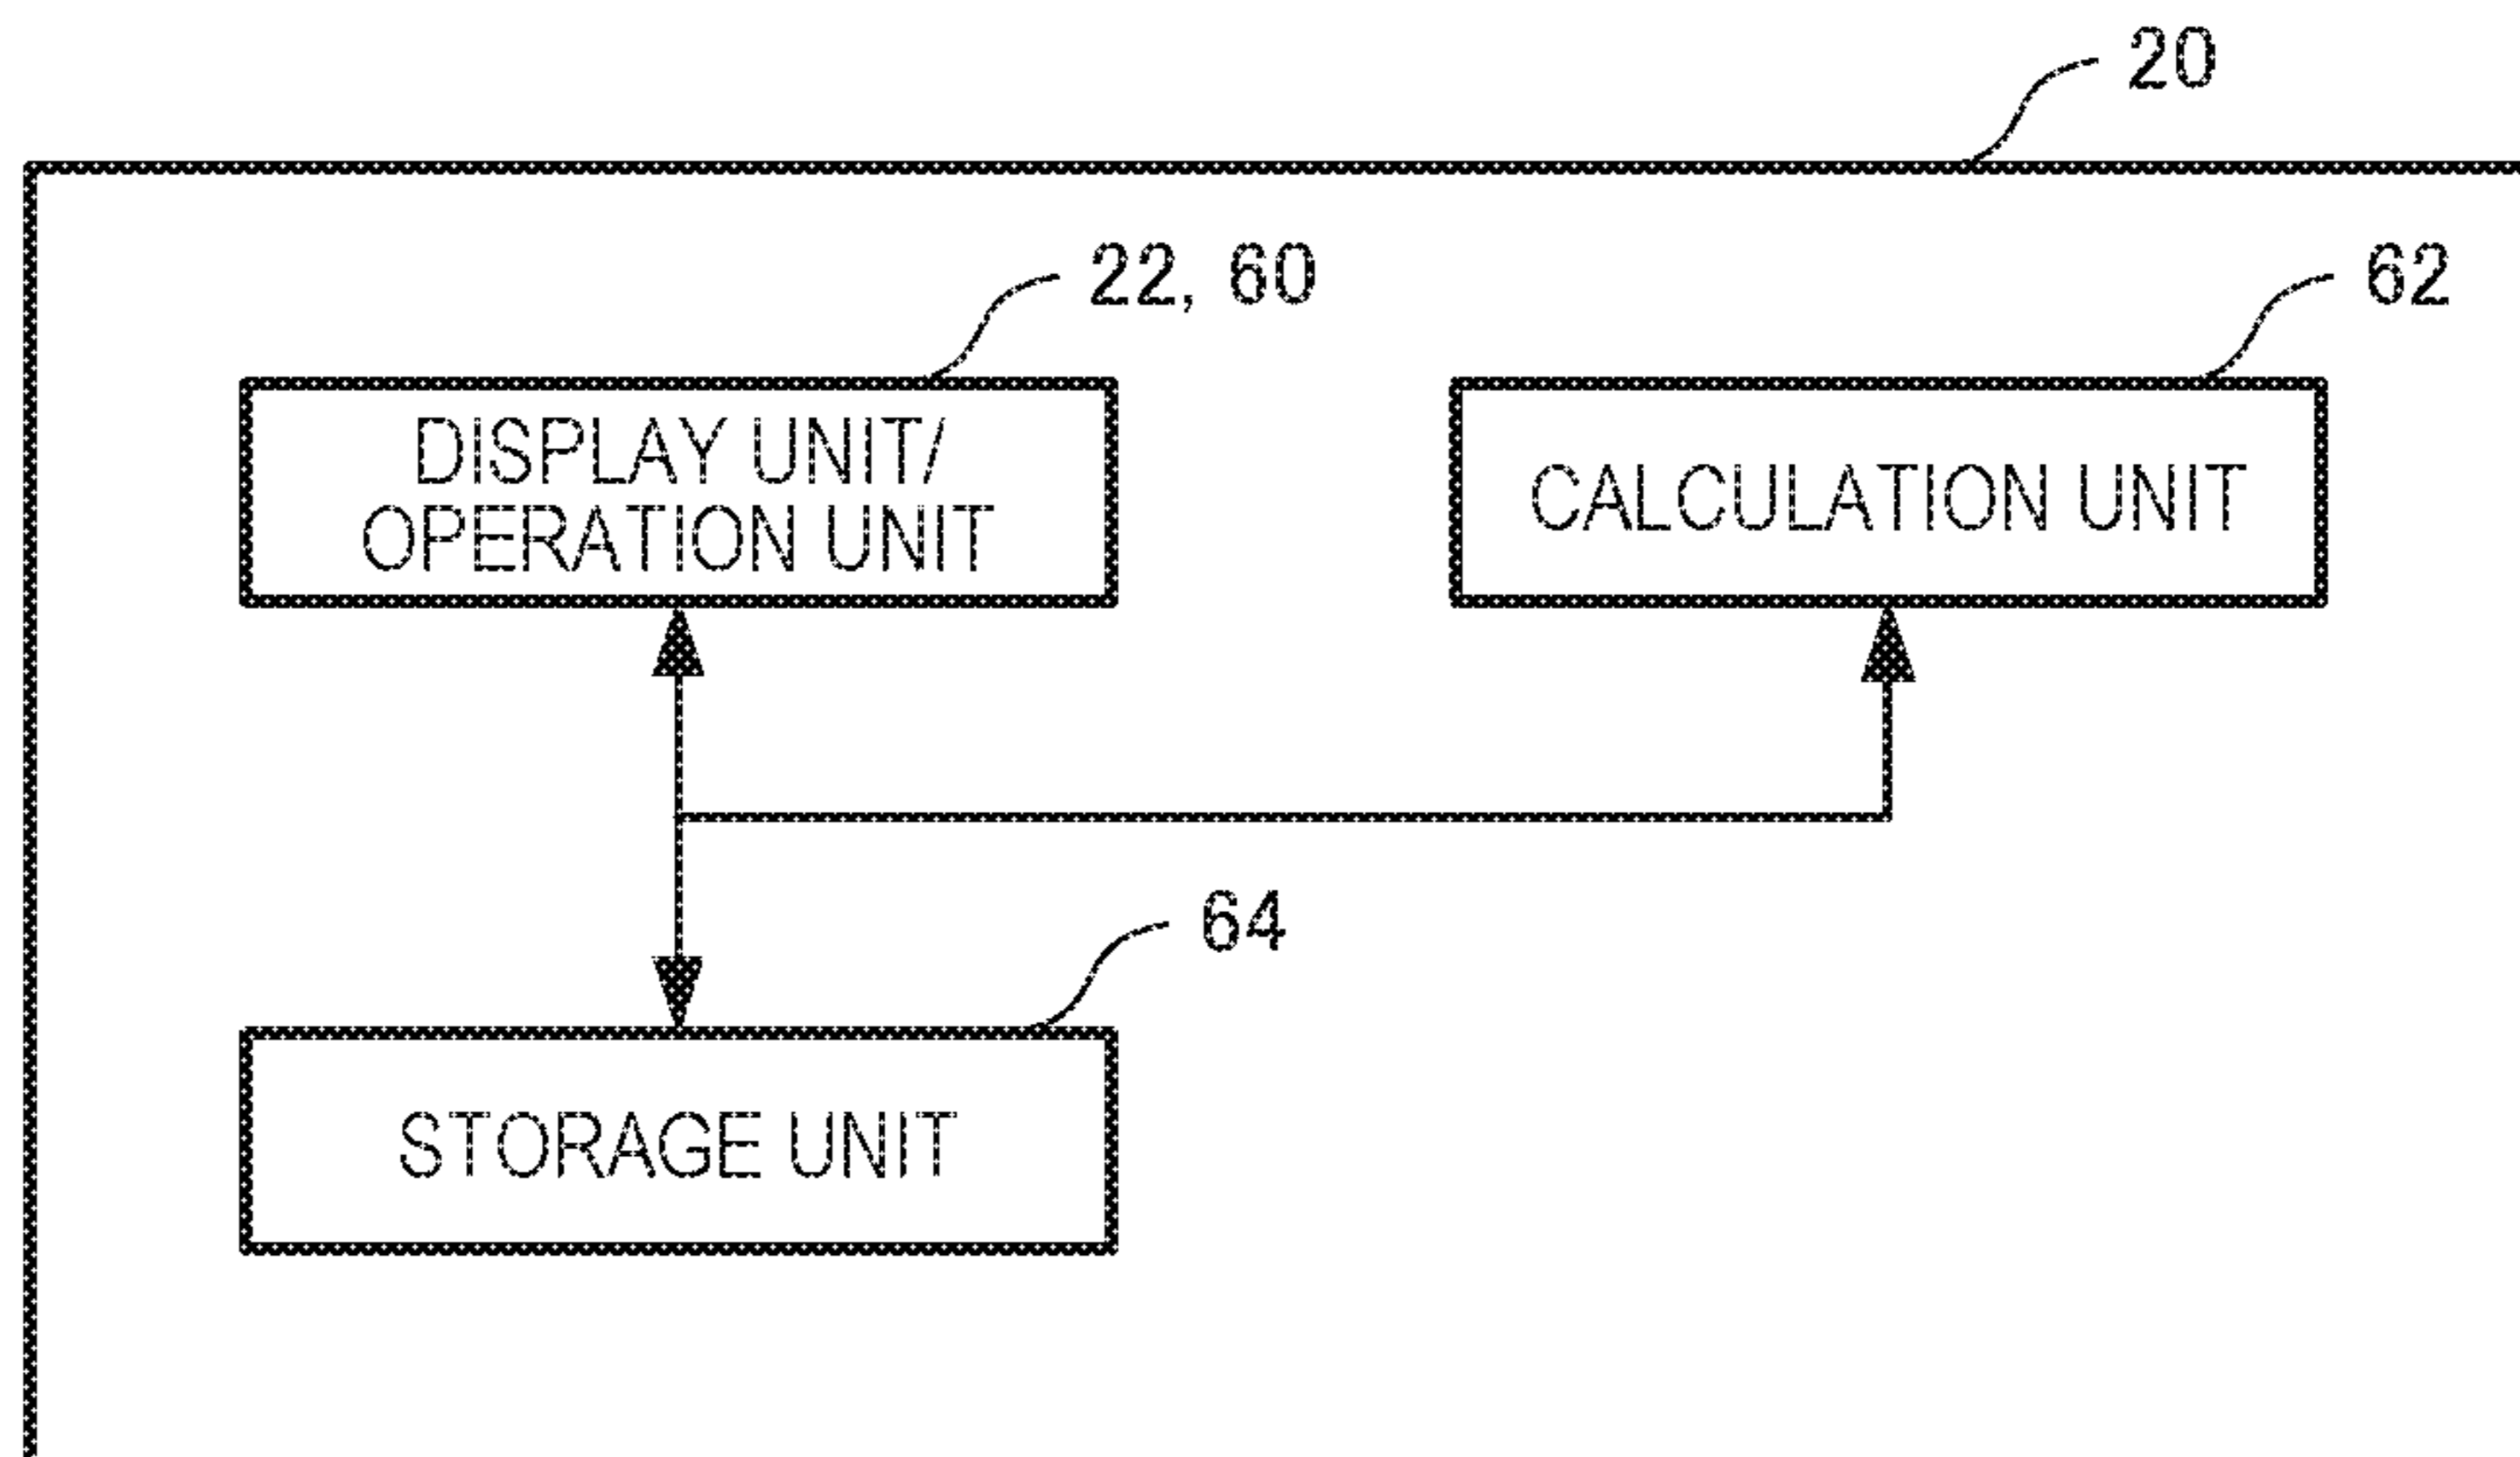 20
22, 60
62
DISPLAY UNIT/
OPERATION UNIT
CALCULATION UNIT
64
STORAGE UNIT